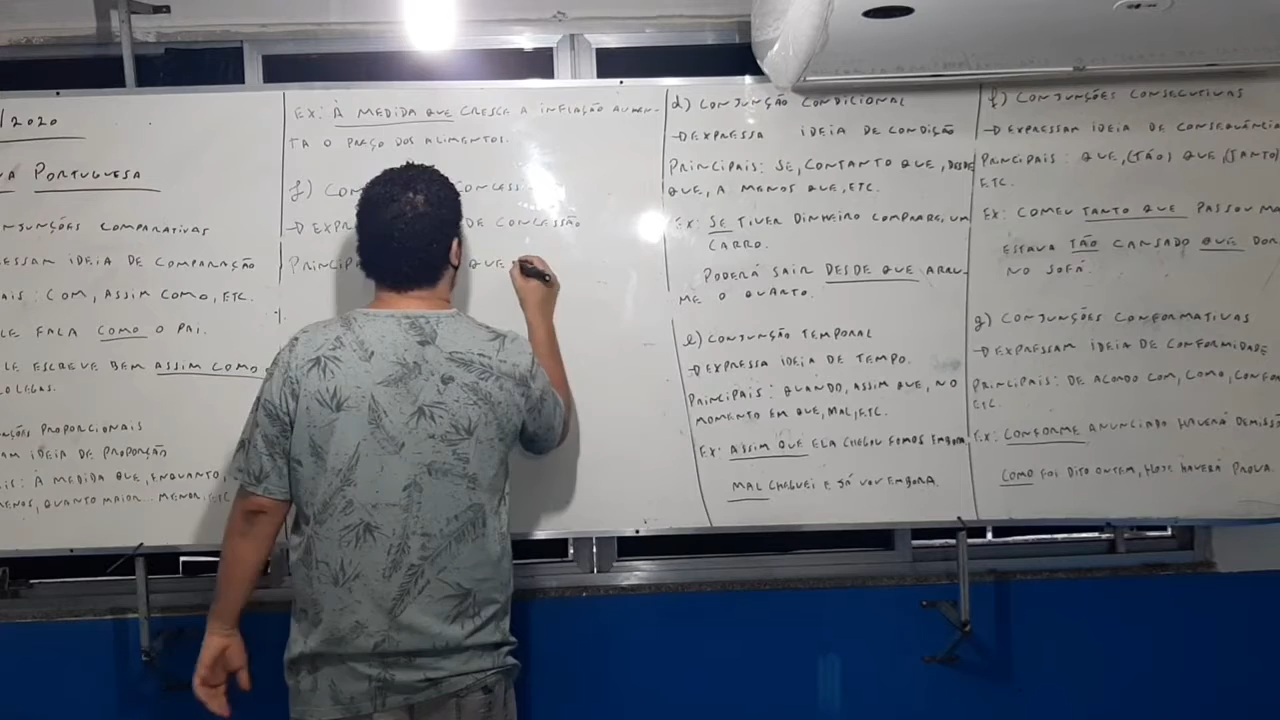 /2020
PORTUGUESA
NJUNÇÕES COMPARATIVAS
ESSAM IDEIA DE COMPARAÇÃO
AIS: COM, ASSIM COMO, ETC.
LE FALA COMO O PAI.
LE ESCREVE BEM ASSIM COMO
OLEGAS.
NÇÕES PROPORCIONAIS
AM IDEIA DE PROPORÇÃO
IS: À MEDIDA QUE, ENQUANTO
MENOS, QUANTO MAIOR... MENOR, ETC
EX: À MEDIDA QUE CRESCE A INFLAÇÃO AUMEN-
TA O PREÇO DOS ALIMENTOS.
f) CON CONCESS
→ EXPR DE CONCESSÃO
PRINCIP QUE
d) CONJUNÇÃO CONDICIONAL
→ EXPRESSA IDEIA DE CONDIÇÃO
PRINCIPAIS: SE, CONTANTO QUE, DESDE
QUE, A MENOS QUE, ETC.
EX: SE TIVER DINHEIRO COMPRAREI UM
CARRO.
PODERÁ SAIR DESDE QUE ARRU-
ME O QUARTO.
e) CONJUNÇÃO TEMPORAL
→ EXPRESSA IDEIA DE TEMPO.
PRINCIPAIS: QUANDO, ASSIM QUE, NO
MOMENTO EM QUE, MAL, ETC.
EX: ASSIM QUE ELA CHEGOU FOMOS EMBORA
MAL CHEGUEI E JÁ VOU EMBORA.
f) CONJUNÇÕES CONSECUTIVAS
→ EXPRESSAM IDEIA DE CONSEQUÊNCIA
PRINCIPAIS: QUE, (TÃO) QUE, (TANTO)
ETC.
EX: COMEU TANTO QUE PASSOU MA
ESTAVA TÃO CANSADO QUE DOR
NO SOFÁ.
g) CONJUNÇÕES CONFORMATIVAS
→ EXPRESSAM IDEIA DE CONFORMIDADE
PRINCIPAIS: DE ACORDO COM, COMO, CONFOR
ETC.
EX: CONFORME ANUNCIADO HAVERÁ DEMISS
COMO FOI DITO ONTEM, HOJE HAVERÁ PROVA.